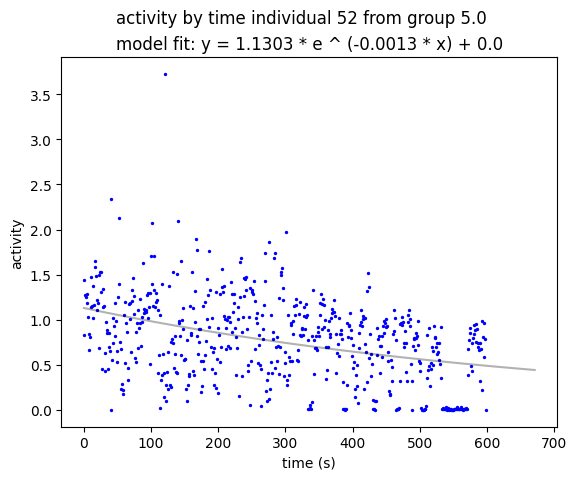 activity by time individual 52 from group 5.0
model fit: y = 1.1303 * e ^ (-0.0013 * x) + 0.0
3.5
3.0
2.5
2.0
1.5
1.0
0.5
0.0
activity
0 100 200 300 400 500 600 700
time (s)